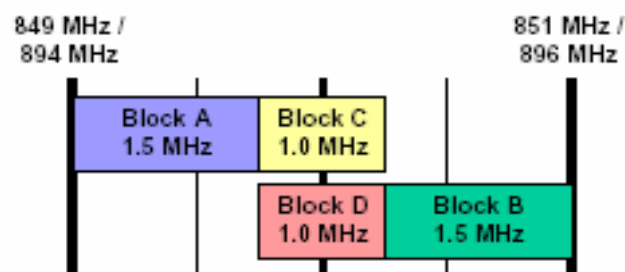 849 MHz /
894 MHz
851 MHz /
896 MHz
Block A
1.5 MHz
Block C
1.0 MHz
Block D
1.0 MHz
Block B
1.5 MHz